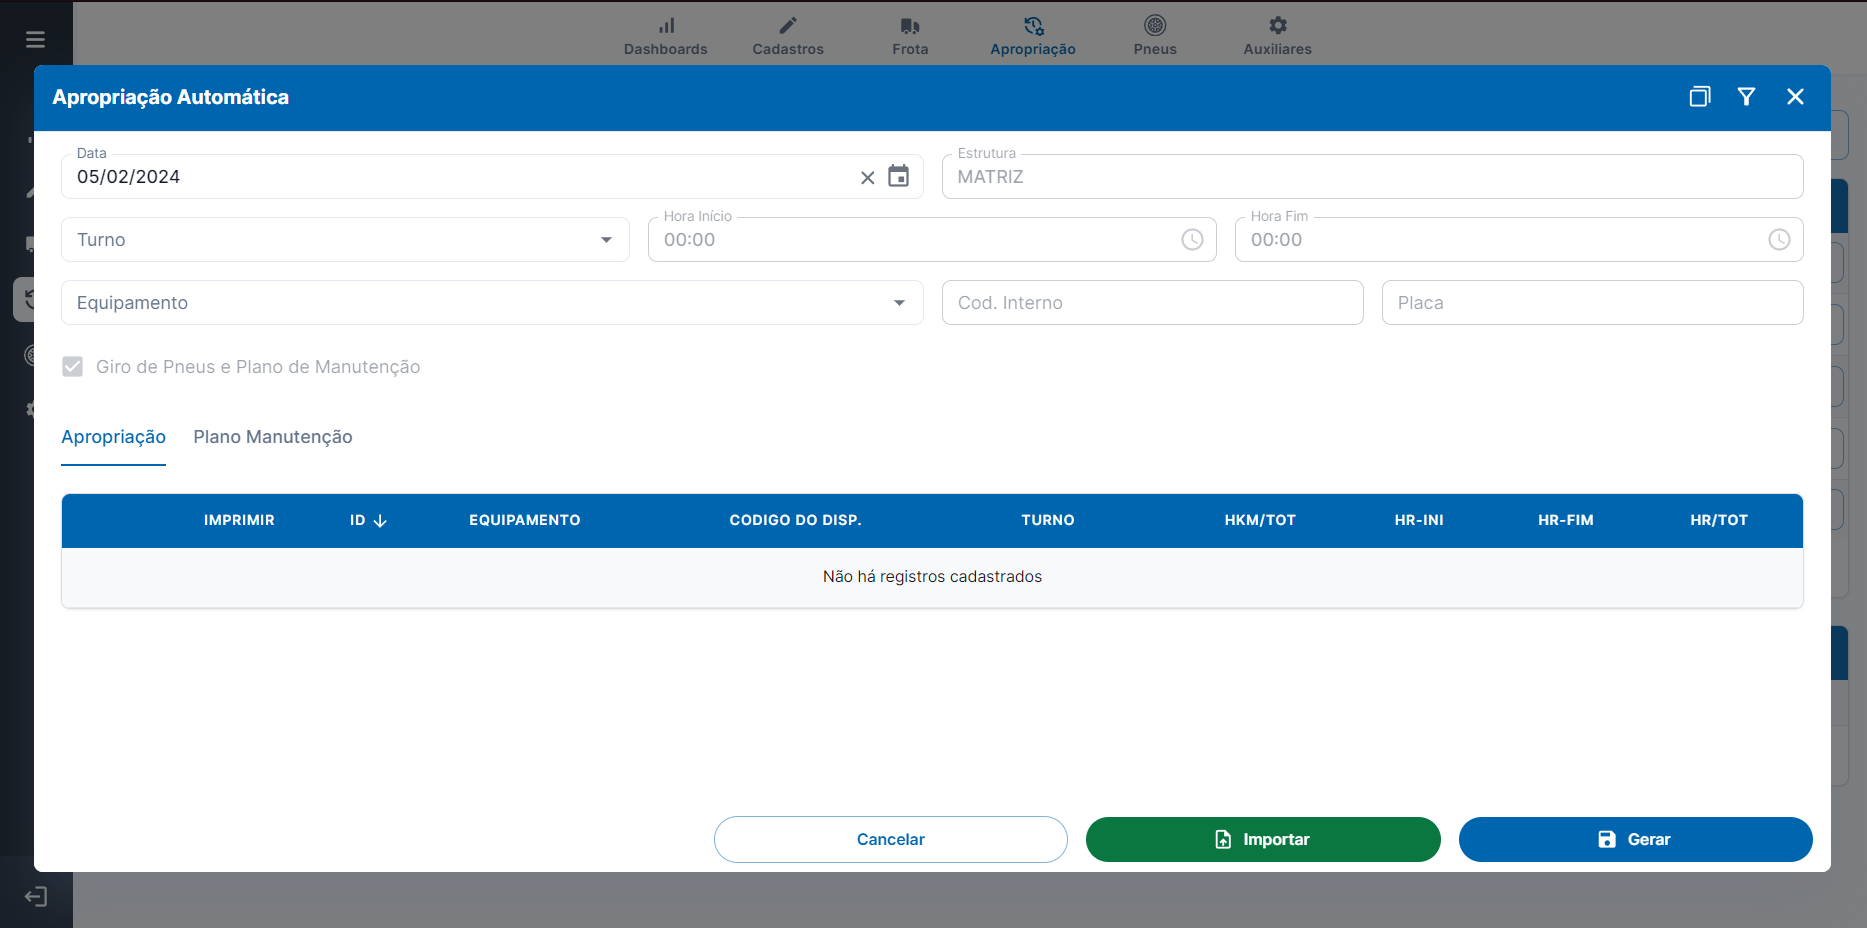 Dashboards
Cadastros
Frota
Apropriação
Pneus
Auxiliares
Apropriação Automática
Data
05/02/2024
Estrutura
MATRIZ
Turno
Hora Início
00:00
Hora Fim
00:00
Equipamento
Cod. Interno
Placa
Giro de Pneus e Plano de Manutenção
Apropriação
Plano Manutenção
IMPRIMIR
ID
EQUIPAMENTO
CODIGO DO DISP.
TURNO
HKM/TOT
HR-INI
HR-FIM
HR/TOT
Não há registros cadastrados
Cancelar
Importar
Gerar